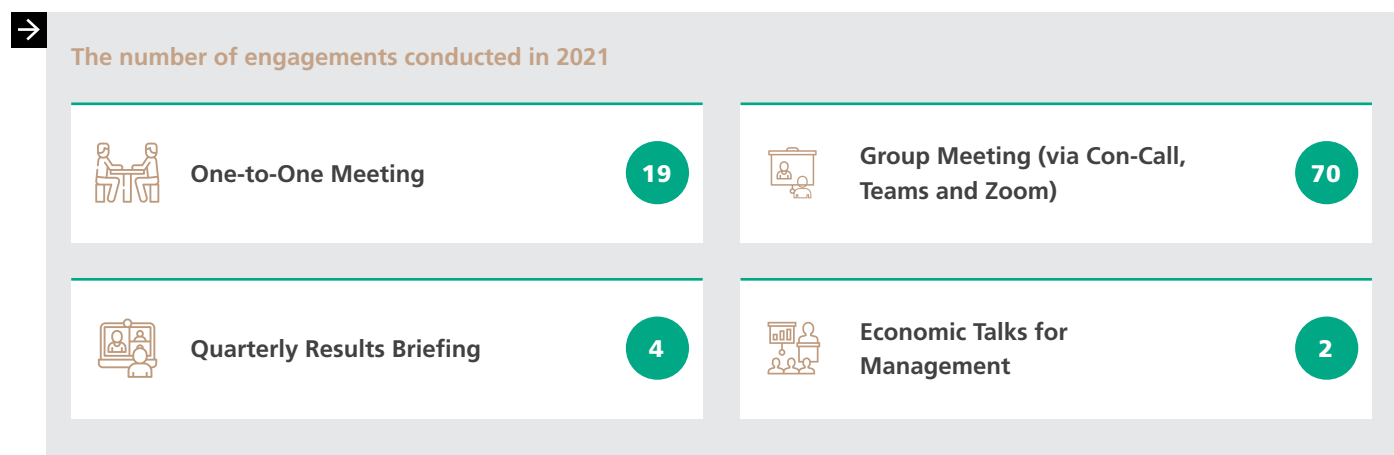 The number of engagements conducted in 2021
One-to-One Meeting
19
Group Meeting (via Con-Call,
Teams and Zoom)
70
Quarterly Results Briefing
4
Economic Talks for
Management
2